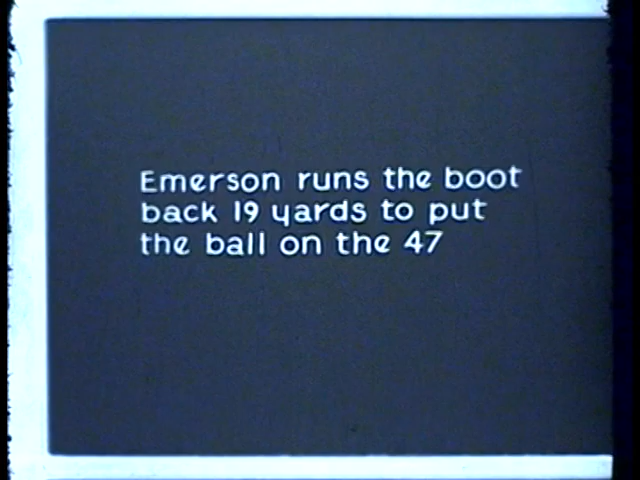 Emerson runs the boot
back 19 yards to put
the ball on the 47